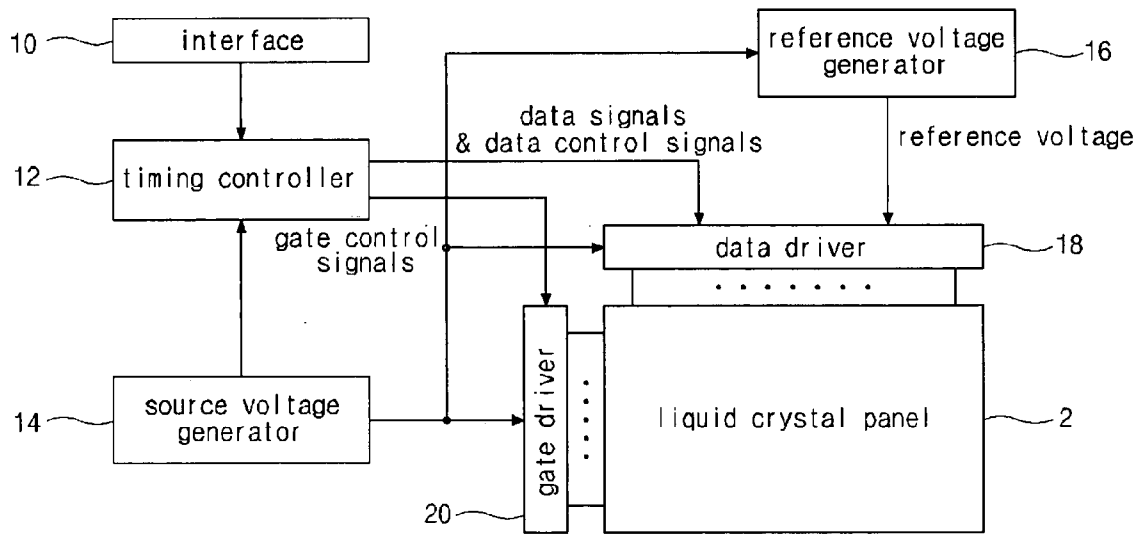 10
interface
reference voltage
generator
16
data signals
& data control signals
reference voltage
12
timing controller
gate control
signals
data driver
18
14
source voltage
generator
gate driver
liquid crystal panel
2
20